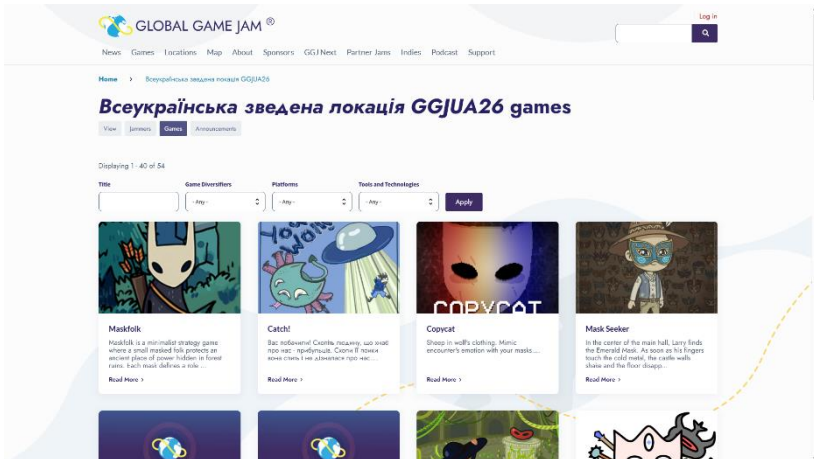 GLOBAL GAME JAM ®
Log in
News Games Locations Map About Sponsors GGJ Next Partner Jams Indies Podcast Support
Home > Всеукраїнська зведена локація GGJUA26
Всеукраїнська зведена локація GGJUA26 games
View Jammers Games Announcements
Displaying 1 - 40 of 54
Title Game Diversifiers Platforms Tools and Technologies
- Any - - Any - - Any - Apply
YOU WON!
COPYCAT
Maskfolk
Maskfolk is a minimalist strategy game
where a small masked folk protects an
ancient place of power hidden in forest
ruins. Each mask defines a role ...
Read More >
Catch!
Вас побачили! Схопіть людину, що знає
про нас - прибульців. Схопи її поки
вона спить і не дізналася про нас ...
Read More >
Copycat
Sheep in wolf's clothing. Mimic
encounter's emotion with your masks....
Read More >
Mask Seeker
In the center of the main hall, Larry finds
the Emerald Mask. As soon as his fingers
touch the cold metal, the castle walls
shake and the floor disapp...
Read More >